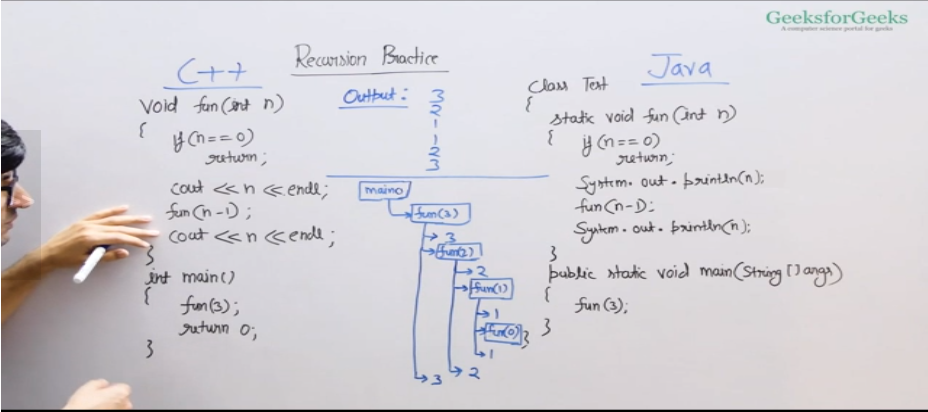 GeeksforGeeks
A computer science portal for geeks
Recursion Practice
C++
void fun(int n)
{
if(n==0)
return;
cout << n << endl;
fun(n-1);
cout << n << endl;
}
int main()
{
fun(3);
return 0;
}
Output:
3
2
1
1
2
3
main()
fun(3)
3
fun(2)
2
fun(1)
1
fun(0)
1
2
3
Java
Class Test
{
static void fun(int n)
{
if(n==0)
return;
System.out.println(n);
fun(n-1);
System.out.println(n);
}
public static void main(String [] args)
{
fun(3);
}
}